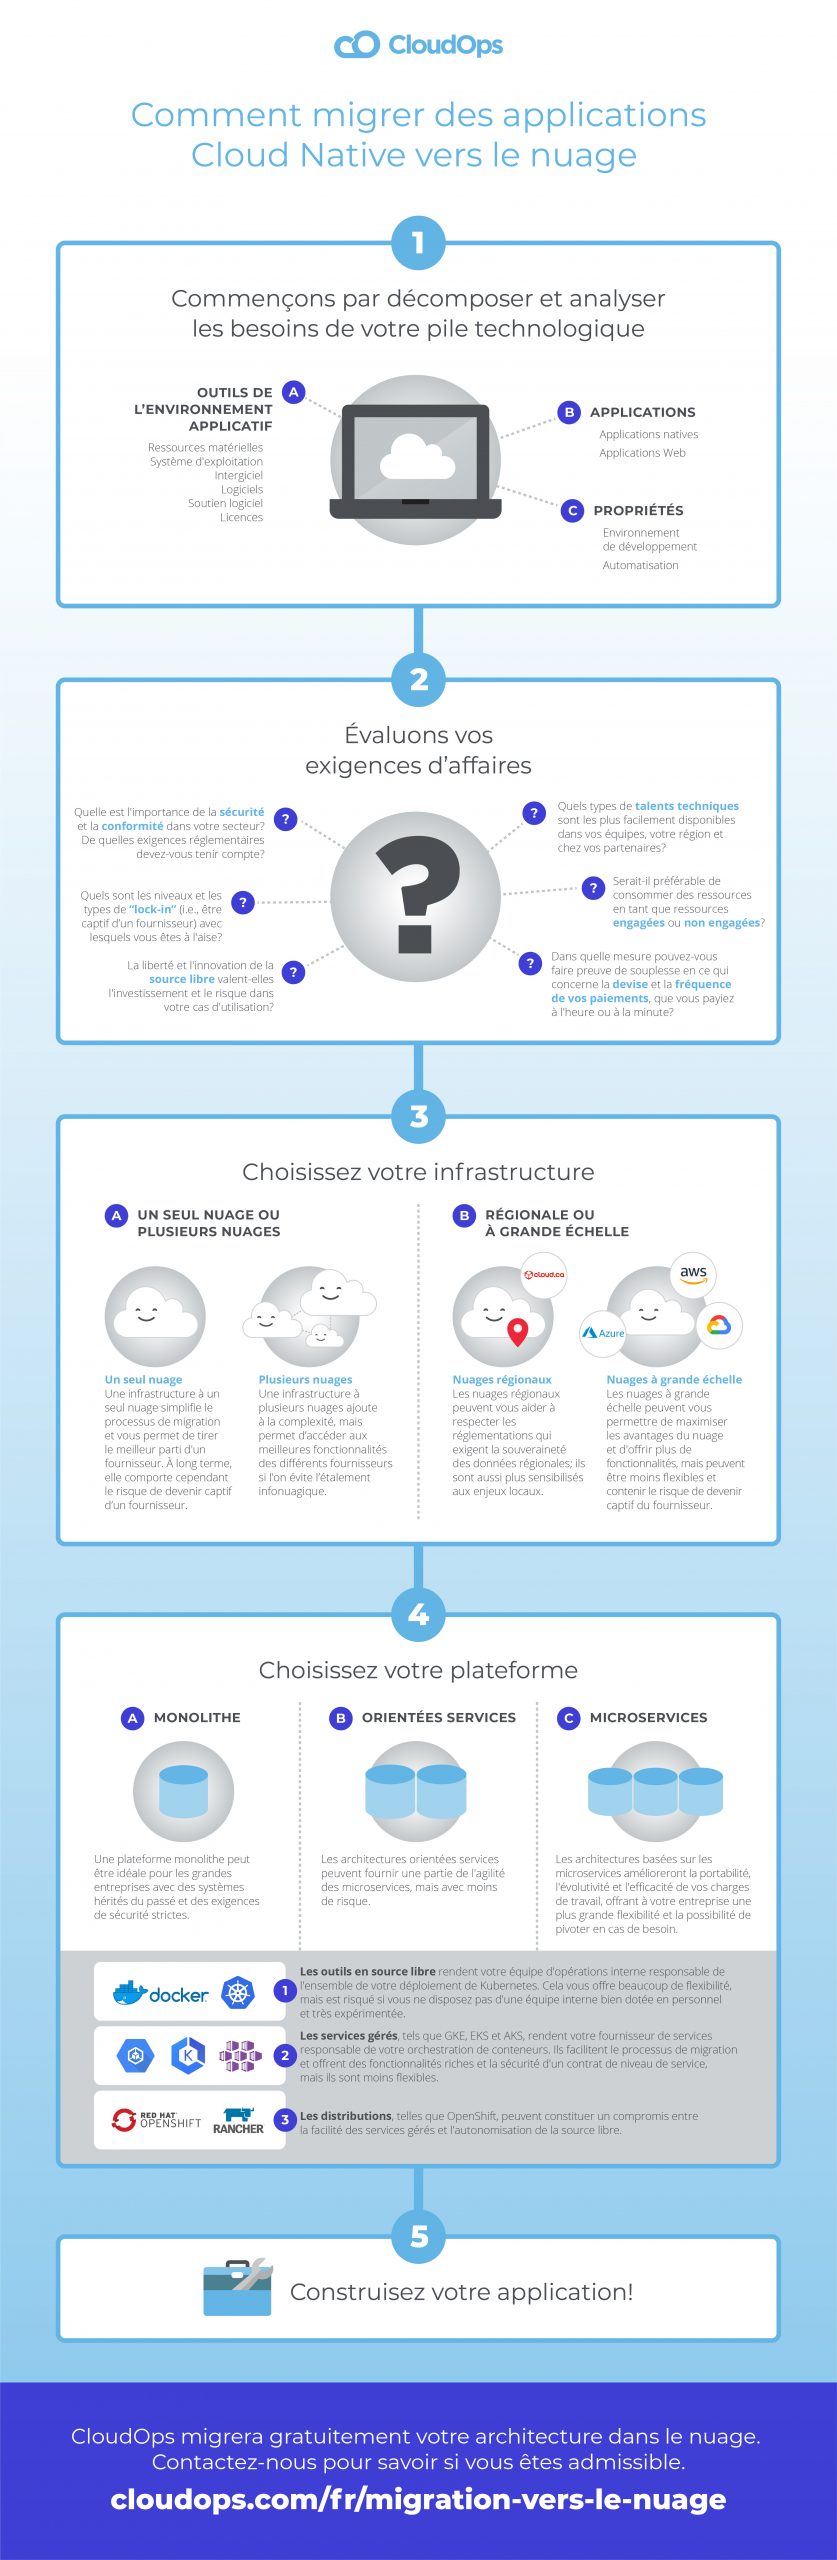 CloudOps
Comment migrer des applications
Cloud Native vers le nuage
1
Commençons par décomposer et analyser
les besoins de votre pile technologique
A
OUTILS DE
L'ENVIRONNEMENT
APPLICATIF
Ressources matérielles
Système d'exploitation
Intergiciel
Logiciels
Soutien logiciel
Licences
B
APPLICATIONS
Applications natives
Applications Web
C
PROPRIÉTÉS
Environnement
de développement
Automatisation
2
Évaluons vos
exigences d'affaires
?
Quelle est l'importance de la sécurité
et la conformité dans votre secteur?
De quelles exigences réglementaires
devez-vous tenir compte?
?
Quels sont les niveaux et les
types de “lock-in” (i.e., être
captif d'un fournisseur) avec
lesquels vous êtes à l'aise?
?
La liberté et l'innovation de la
source libre valent-elles
l'investissement et le risque dans
votre cas d'utilisation?
?
?
Quels types de talents techniques
sont les plus facilement disponibles
dans vos équipes, votre région et
chez vos partenaires?
?
Serait-il préférable de
consommer des ressources
en tant que ressources
engagées ou non engagées?
?
Dans quelle mesure pouvez-vous
faire preuve de souplesse en ce qui
concerne la devise et la fréquence
de vos paiements, que vous payiez
à l'heure ou à la minute?
3
Choisissez votre infrastructure
A
UN SEUL NUAGE OU
PLUSIEURS NUAGES
Un seul nuage
Une infrastructure à un
seul nuage simplifie le
processus de migration
et vous permet de tirer
le meilleur parti d'un
fournisseur. À long terme,
elle comporte cependant
le risque de devenir captif
d'un fournisseur.
Plusieurs nuages
Une infrastructure à
plusieurs nuages ajoute
à la complexité, mais
permet d'accéder aux
meilleures fonctionnalités
des différents fournisseurs
si l'on évite l'étalement
infonuagique.
B
RÉGIONALE OU
À GRANDE ÉCHELLE
cloud.ca
aws
Azure
Nuages régionaux
Les nuages régionaux
peuvent vous aider à
respecter les
réglementations qui
exigent la souveraineté
des données régionales; ils
sont aussi plus sensibilisés
aux enjeux locaux.
Nuages à grande échelle
Les nuages à grande
échelle peuvent vous
permettre de maximiser
les avantages du nuage
et d'offrir plus de
fonctionnalités, mais peuvent
être moins flexibles et
contenir le risque de devenir
captif du fournisseur.
4
Choisissez votre plateforme
A
MONOLITHE
Une plateforme monolithe peut
être idéale pour les grandes
entreprises avec des systèmes
hérités du passé et des exigences
de sécurité strictes.
B
ORIENTÉES SERVICES
Les architectures orientées services
peuvent fournir une partie de l'agilité
des microservices, mais avec moins
de risque.
C
MICROSERVICES
Les architectures basées sur les
microservices amélioreront la portabilité,
l'évolutivité et l'efficacité de vos charges
de travail, offrant à votre entreprise une
plus grande flexibilité et la possibilité de
pivoter en cas de besoin.
docker
1
Les outils en source libre rendent votre équipe d'opérations interne responsable de
l'ensemble de votre déploiement de Kubernetes. Cela vous offre beaucoup de flexibilité,
mais est risqué si vous ne disposez pas d'une équipe interne bien dotée en personnel
et très expérimentée.
K
2
Les services gérés, tels que GKE, EKS et AKS, rendent votre fournisseur de services
responsable de votre orchestration de conteneurs. Ils facilitent le processus de migration
et offrent des fonctionnalités riches et la sécurité d'un contrat de niveau de service,
mais ils sont moins flexibles.
RED HAT
OPENSHIFT
RANCHER
3
Les distributions, telles que OpenShift, peuvent constituer un compromis entre
la facilité des services gérés et l'autonomisation de la source libre.
5
Construisez votre application!
CloudOps migrera gratuitement votre architecture dans le nuage.
Contactez-nous pour savoir si vous êtes admissible.
cloudops.com/fr/migration-vers-le-nuage